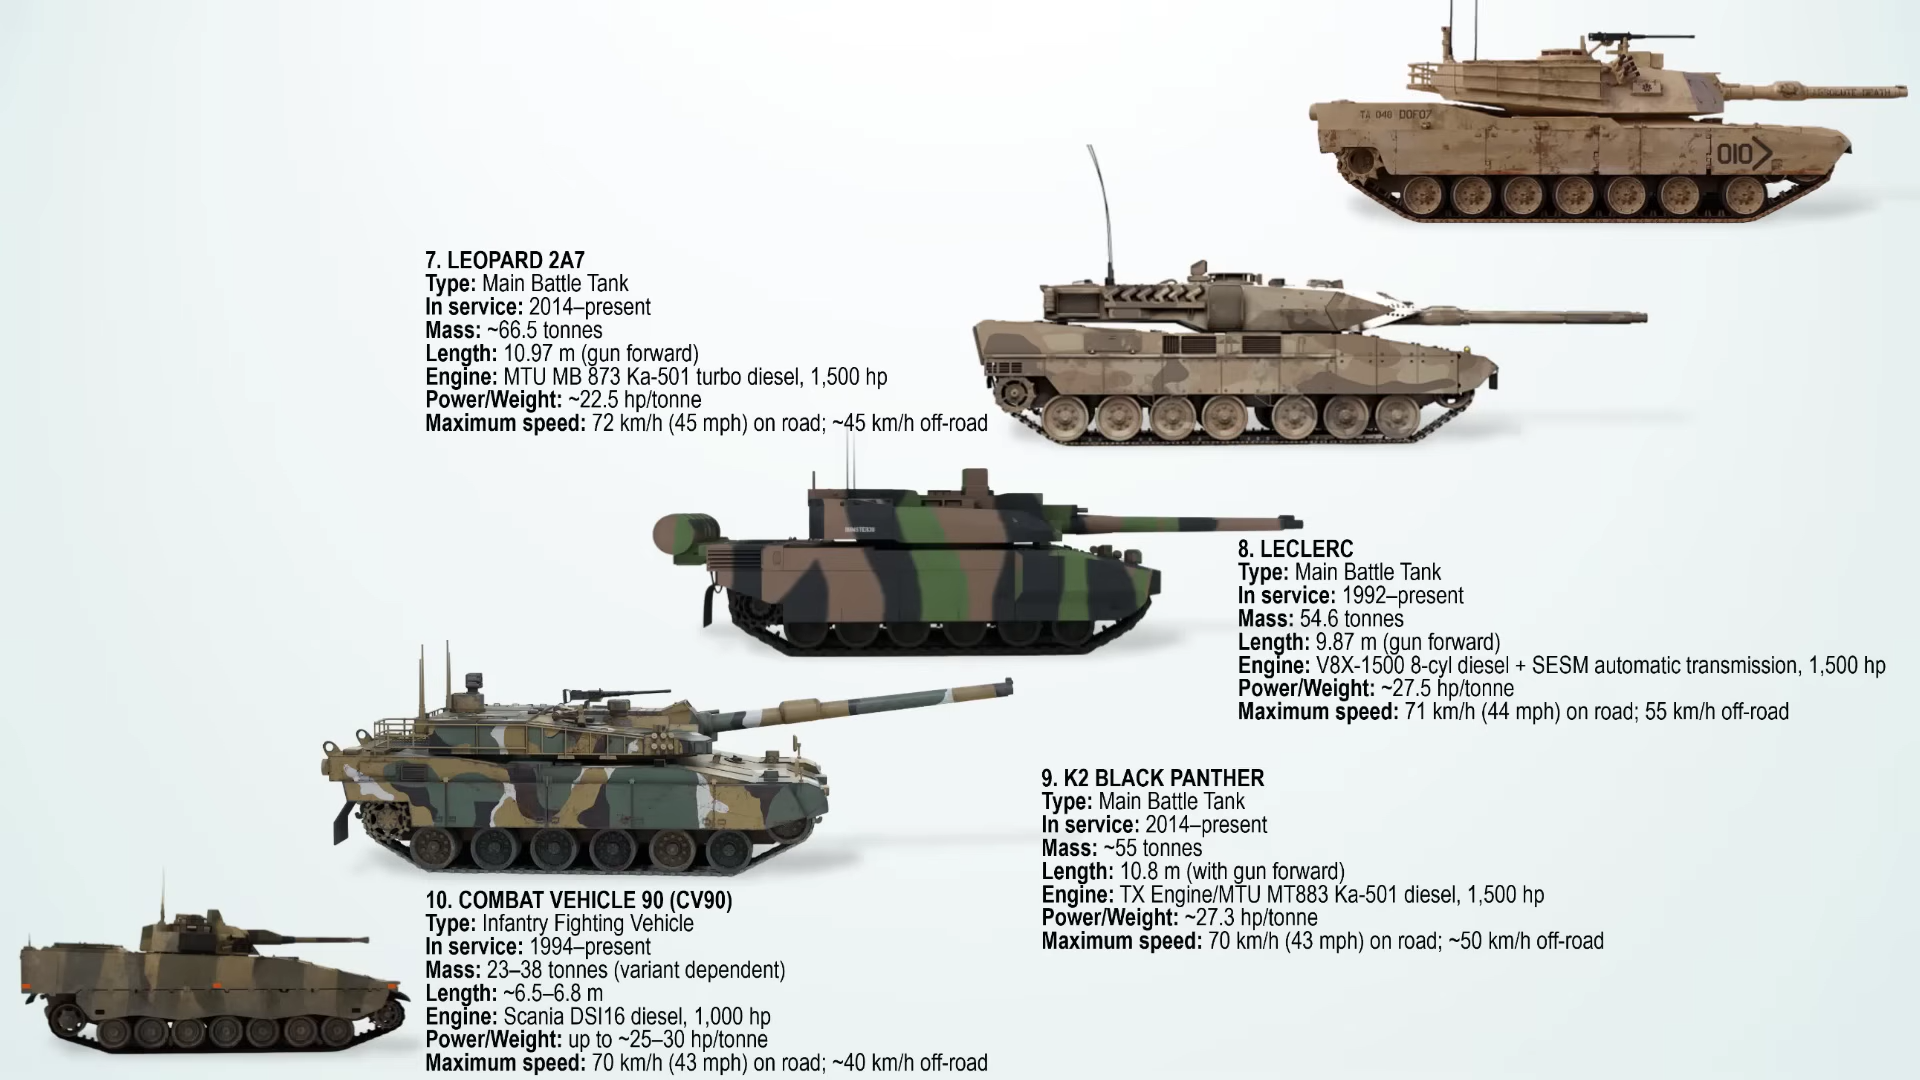 ABSOLUTE DEATH
010>
7. LEOPARD 2A7
Type: Main Battle Tank
In service: 2014–present
Mass: ~66.5 tonnes
Length: 10.97 m (gun forward)
Engine: MTU MB 873 Ka-501 turbo diesel, 1,500 hp
Power/Weight: ~22.5 hp/tonne
Maximum speed: 72 km/h (45 mph) on road; ~45 km/h off-road
8. LECLERC
Type: Main Battle Tank
In service: 1992–present
Mass: 54.6 tonnes
Length: 9.87 m (gun forward)
Engine: V8X-1500 8-cyl diesel + SESM automatic transmission, 1,500 hp
Power/Weight: ~27.5 hp/tonne
Maximum speed: 71 km/h (44 mph) on road; 55 km/h off-road
9. K2 BLACK PANTHER
Type: Main Battle Tank
In service: 2014–present
Mass: ~55 tonnes
Length: 10.8 m (with gun forward)
Engine: TX Engine/MTU MT883 Ka-501 diesel, 1,500 hp
Power/Weight: ~27.3 hp/tonne
Maximum speed: 70 km/h (43 mph) on road; ~50 km/h off-road
10. COMBAT VEHICLE 90 (CV90)
Type: Infantry Fighting Vehicle
In service: 1994–present
Mass: 23–38 tonnes (variant dependent)
Length: ~6.5–6.8 m
Engine: Scania DSI16 diesel, 1,000 hp
Power/Weight: up to ~25–30 hp/tonne
Maximum speed: 70 km/h (43 mph) on road; ~40 km/h off-road